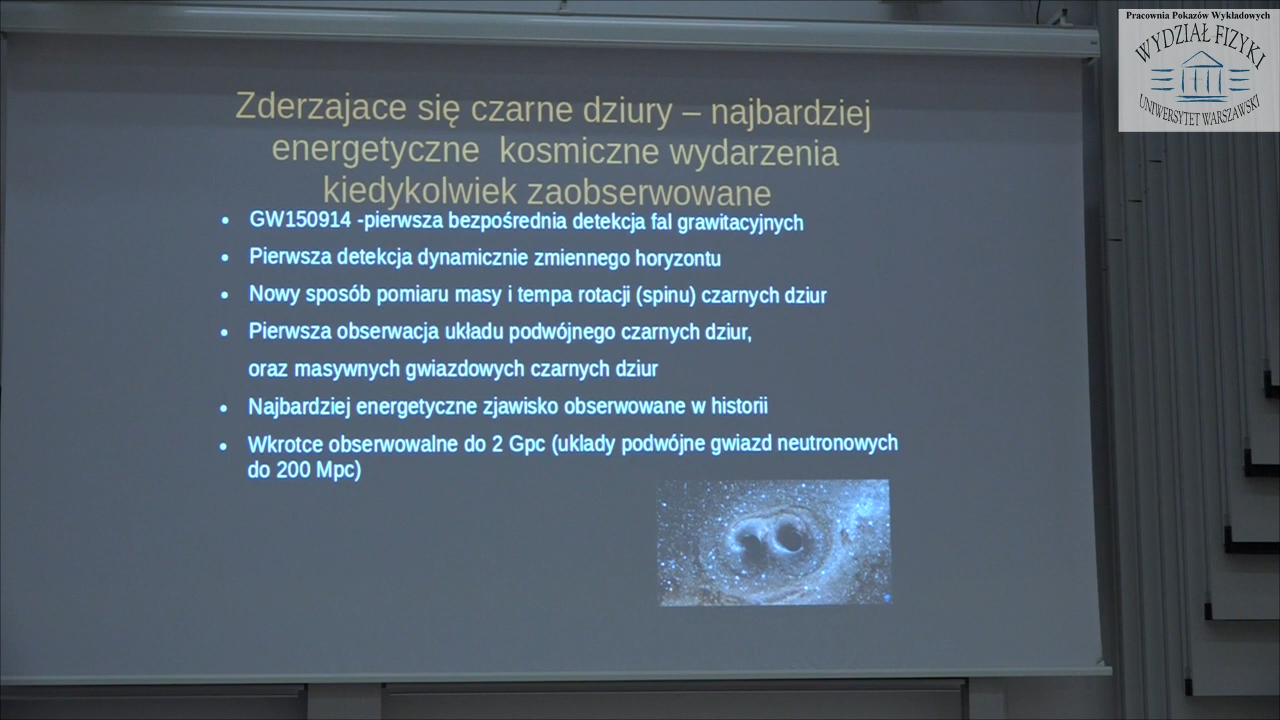 Pracownia Pokazów Wykładowych
WYDZIAŁ FIZYKI
UNIWERSYTET WARSZAWSKI
Zderzajace się czarne dziury – najbardziej
energetyczne kosmiczne wydarzenia
kiedykolwiek zaobserwowane
• GW150914 -pierwsza bezpośrednia detekcja fal grawitacyjnych
• Pierwsza detekcja dynamicznie zmiennego horyzontu
• Nowy sposób pomiaru masy i tempa rotacji (spinu) czarnych dziur
• Pierwsza obserwacja układu podwójnego czarnych dziur,
oraz masywnych gwiazdowych czarnych dziur
• Najbardziej energetyczne zjawisko obserwowane w historii
• Wkrotce obserwowalne do 2 Gpc (uklady podwójne gwiazd neutronowych
do 200 Mpc)